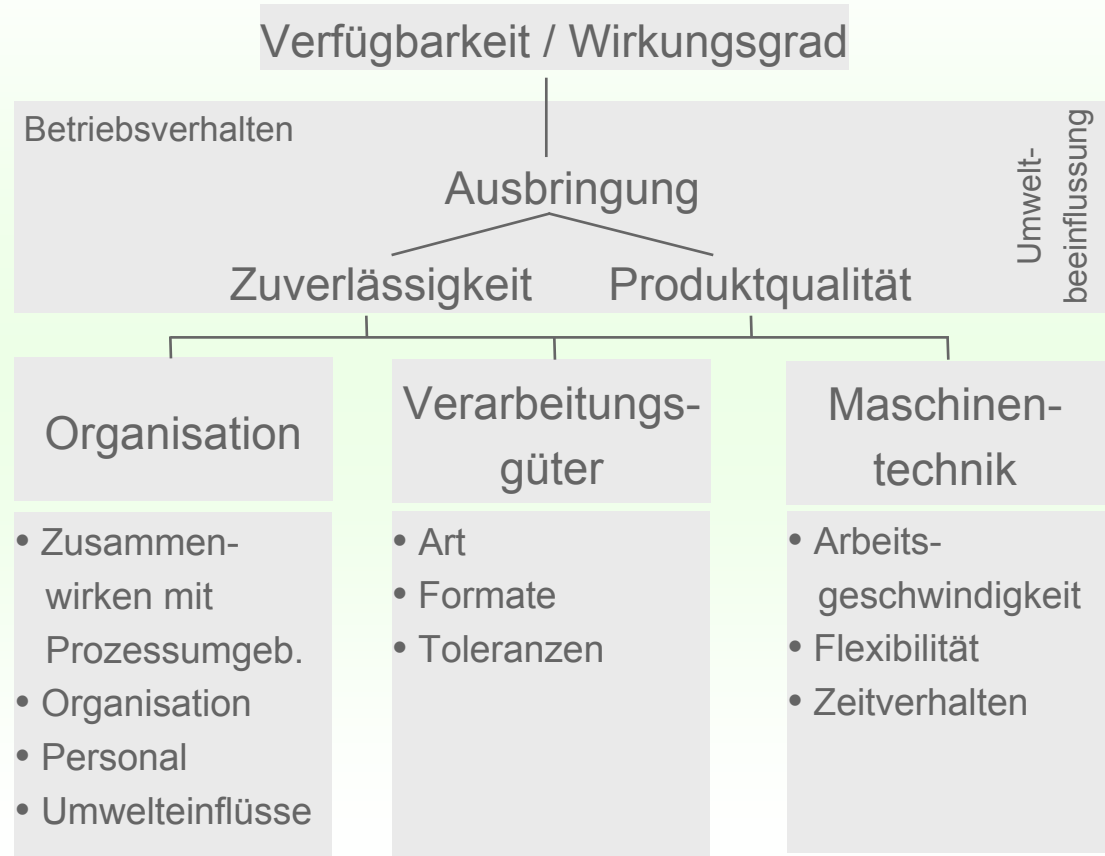 Verfügbarkeit / Wirkungsgrad
Betriebsverhalten
Umwelt-
beeinflussung
Ausbringung
Zuverlässigkeit
Produktqualität
Organisation
• Zusammen-
wirken mit
Prozessumgeb.
• Organisation
• Personal
• Umwelteinflüsse
Verarbeitungs-
güter
• Art
• Formate
• Toleranzen
Maschinen-
technik
• Arbeits-
geschwindigkeit
• Flexibilität
• Zeitverhalten